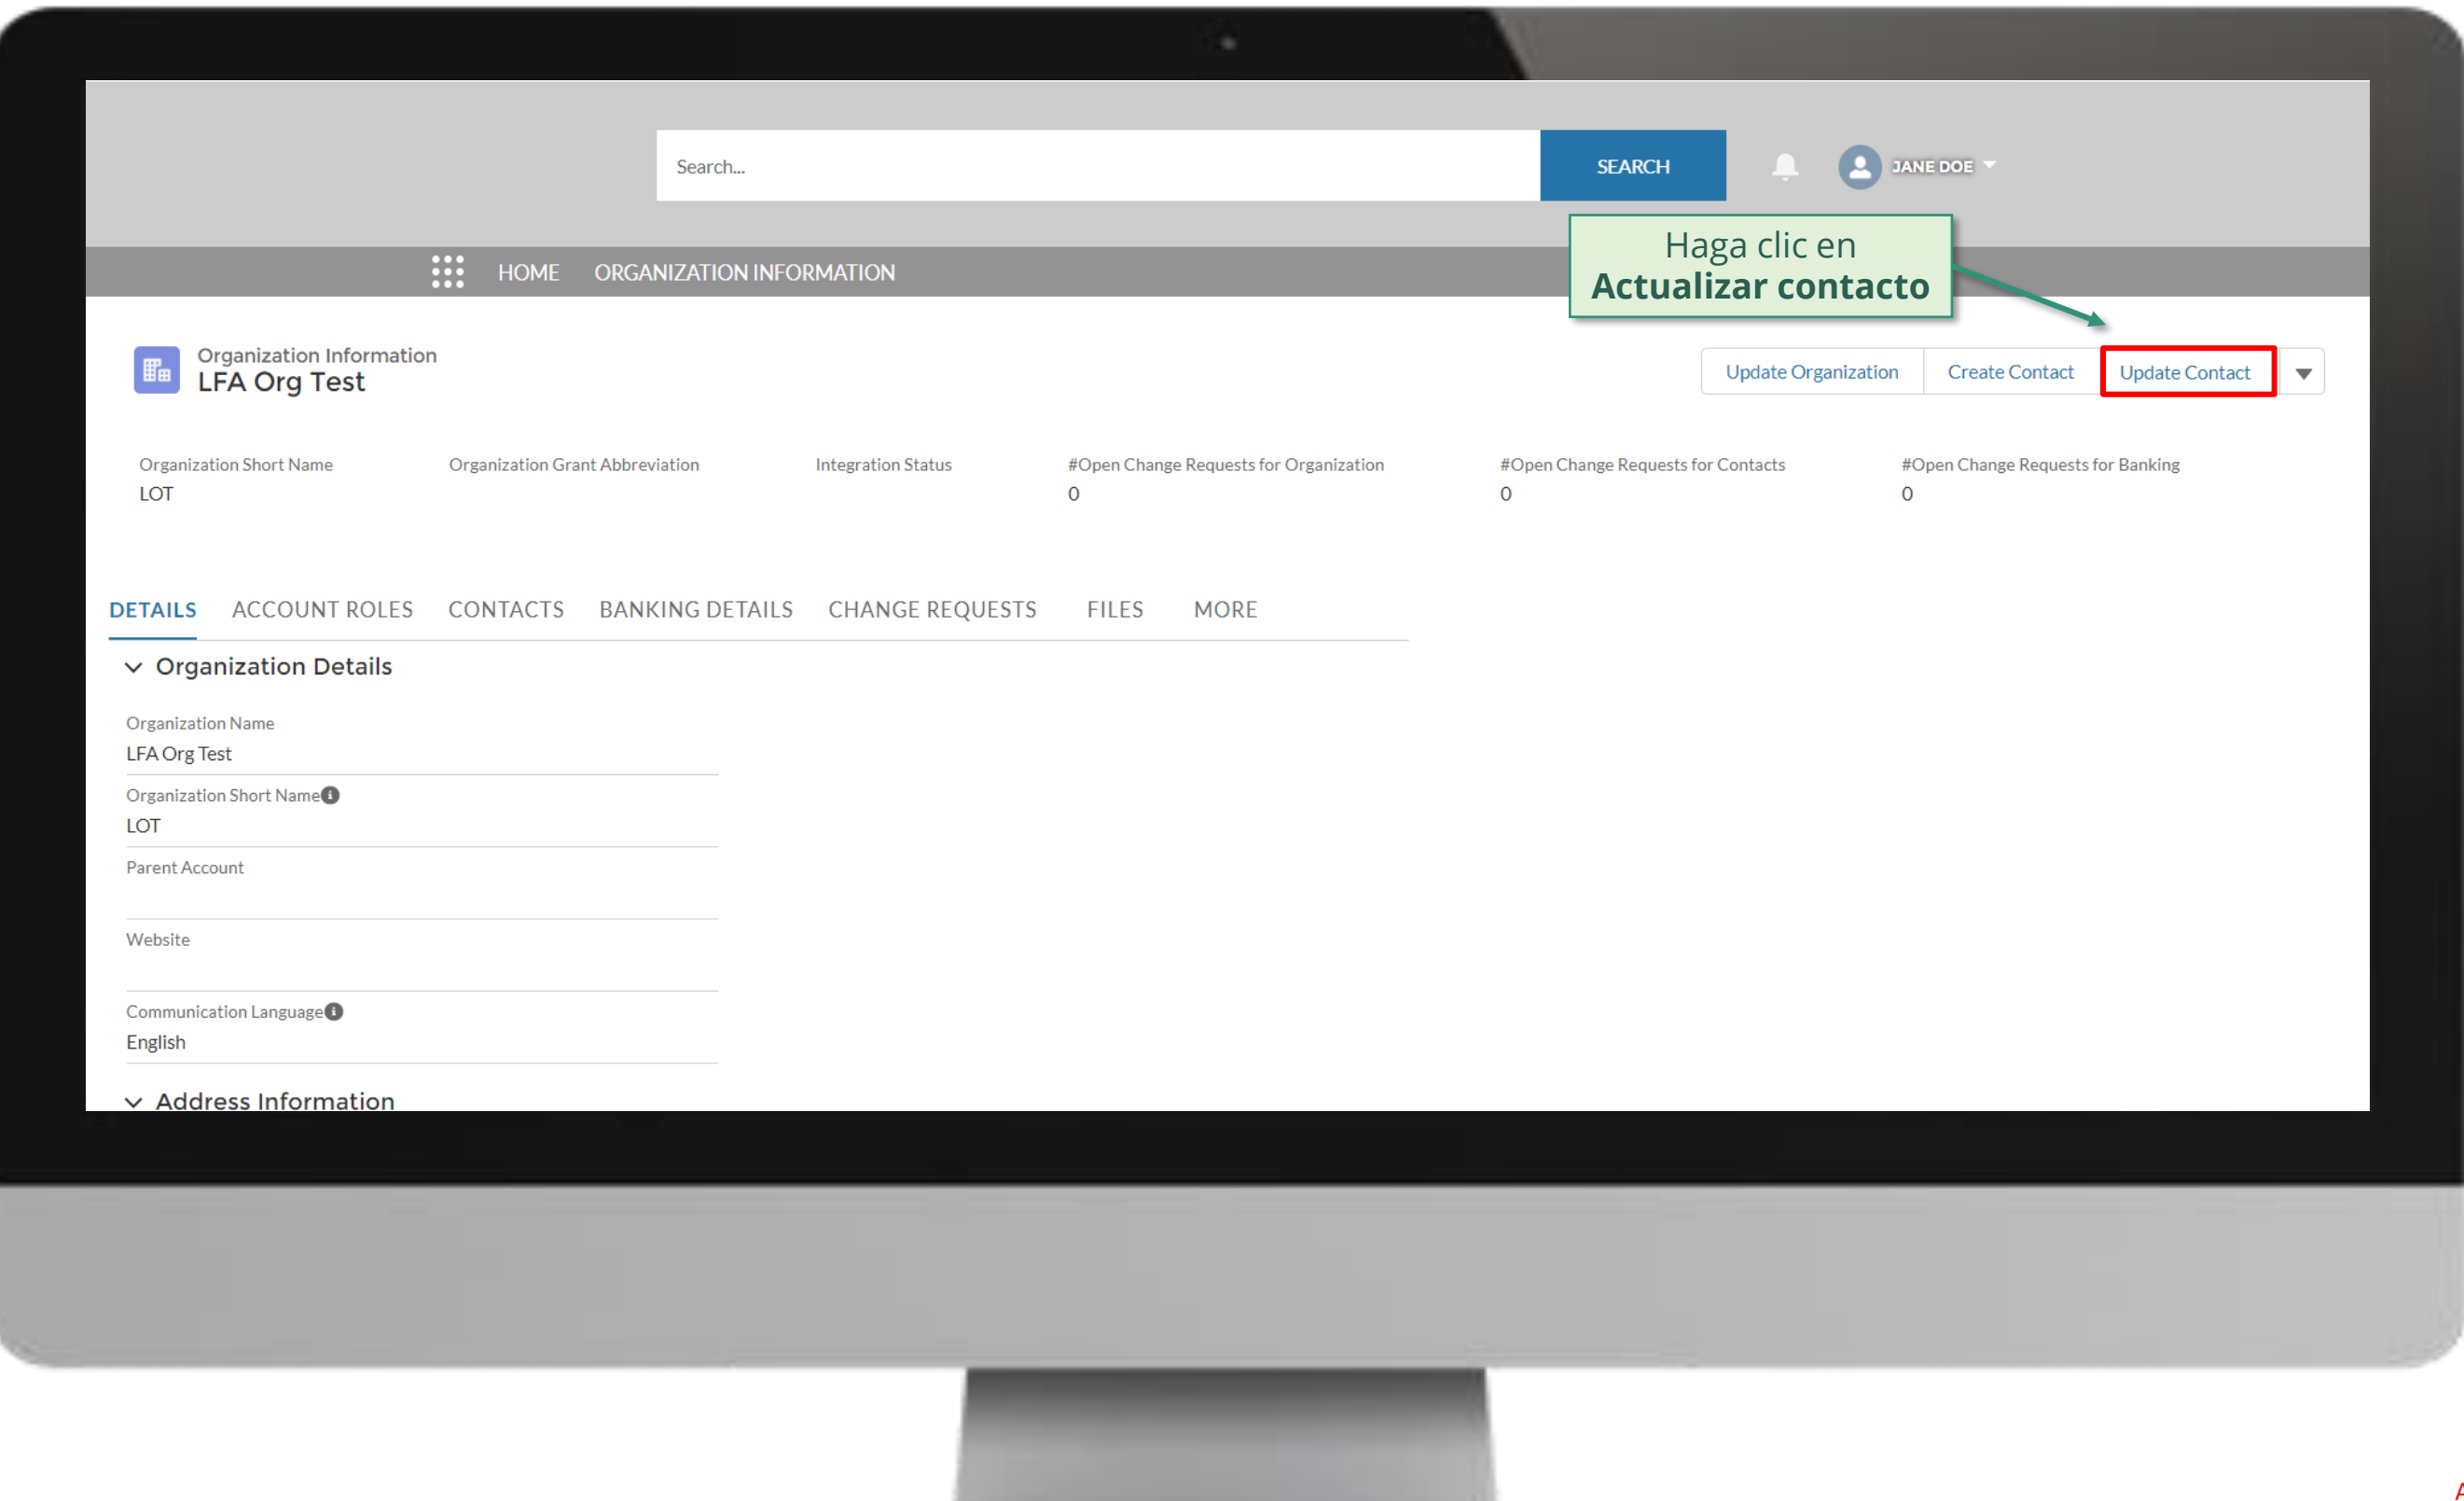 Search...
SEARCH
JANE DOE
Haga clic en
Actualizar contacto
HOME ORGANIZATION INFORMATION
Organization Information
LFA Org Test
Update Organization Create Contact Update Contact
Organization Short Name Organization Grant Abbreviation Integration Status #Open Change Requests for Organization #Open Change Requests for Contacts #Open Change Requests for Banking
LOT 0 0 0
DETAILS ACCOUNT ROLES CONTACTS BANKING DETAILS CHANGE REQUESTS FILES MORE
Organization Details
Organization Name
LFA Org Test
Organization Short Name
LOT
Parent Account
Website
Communication Language
English
Address Information